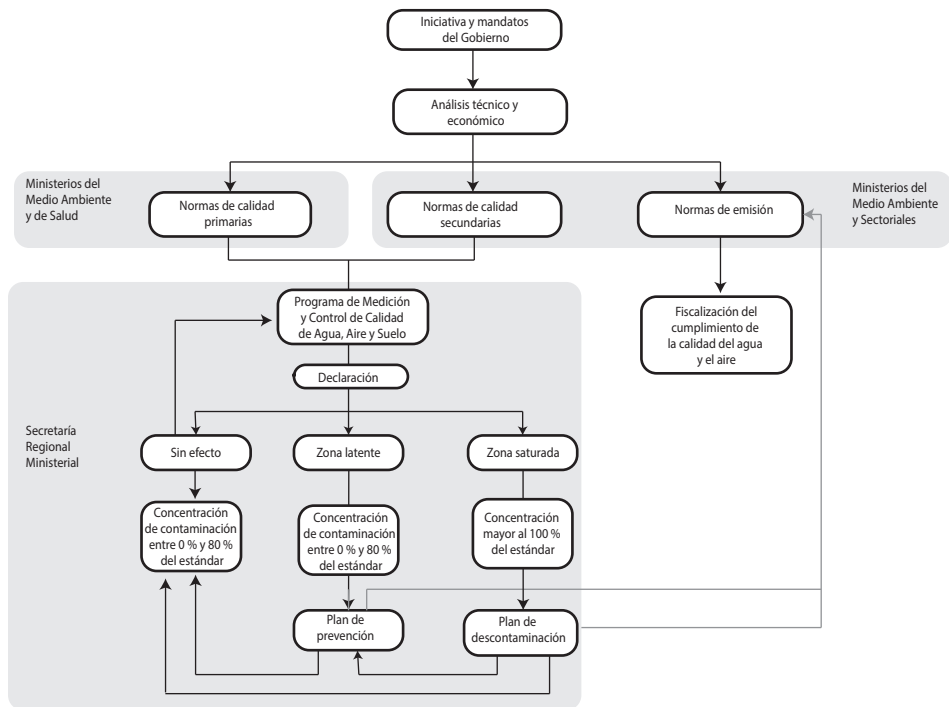 Iniciativa y mandatos
del Gobierno
Análisis técnico y
económico
Ministerios del
Medio Ambiente
y de Salud
Normas de calidad
primarias
Normas de calidad
secundarias
Normas de emisión
Ministerios del
Medio Ambiente
y Sectoriales
Programa de Medición
y Control de Calidad
de Agua, Aire y Suelo
Fiscalización del
cumplimiento de
la calidad del agua
y el aire
Declaración
Secretaría
Regional
Ministerial
Sin efecto
Zona latente
Zona saturada
Concentración
de contaminación
entre 0 % y 80 %
del estándar
Concentración
de contaminación
entre 0 % y 80 %
del estándar
Concentración
mayor al 100 %
del estándar
Plan de
prevención
Plan de
descontaminación